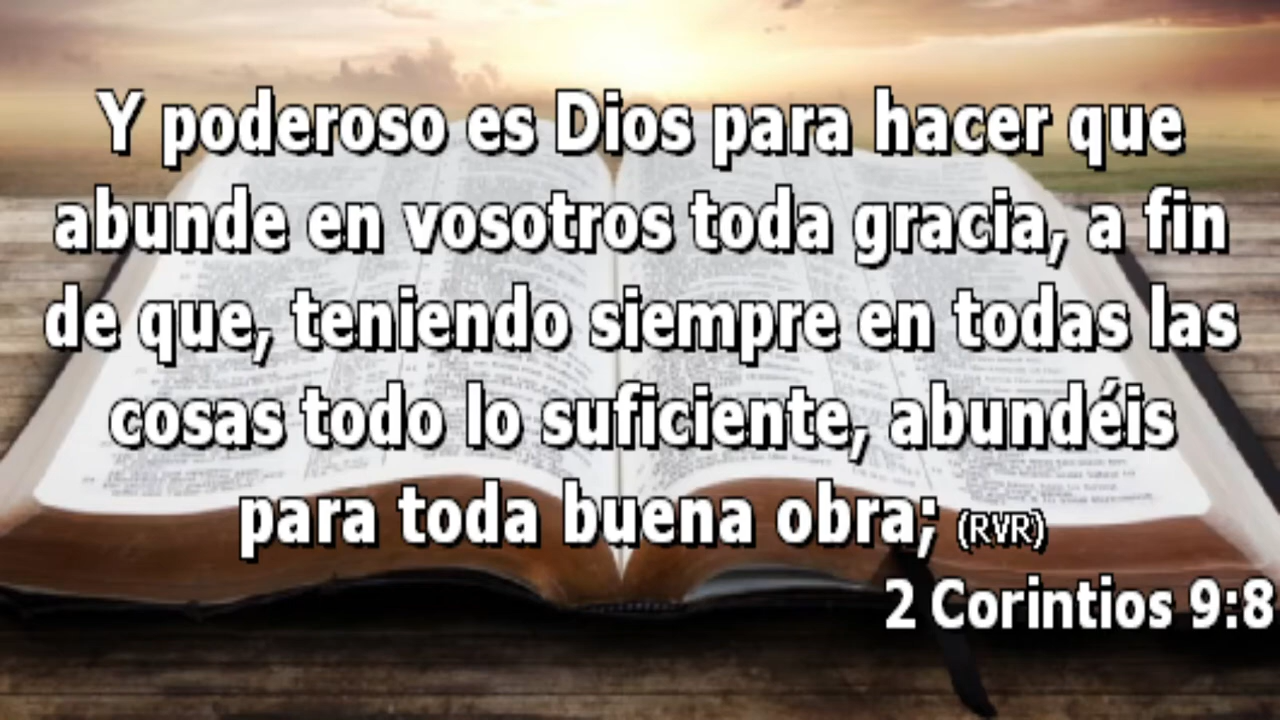 Y poderoso es Dios para hacer que
abunde en vosotros toda gracia, a fin
de que, teniendo siempre en todas las
cosas todo lo suficiente, abundéis
para toda buena obra; (RVR)
2 Corintios 9:8